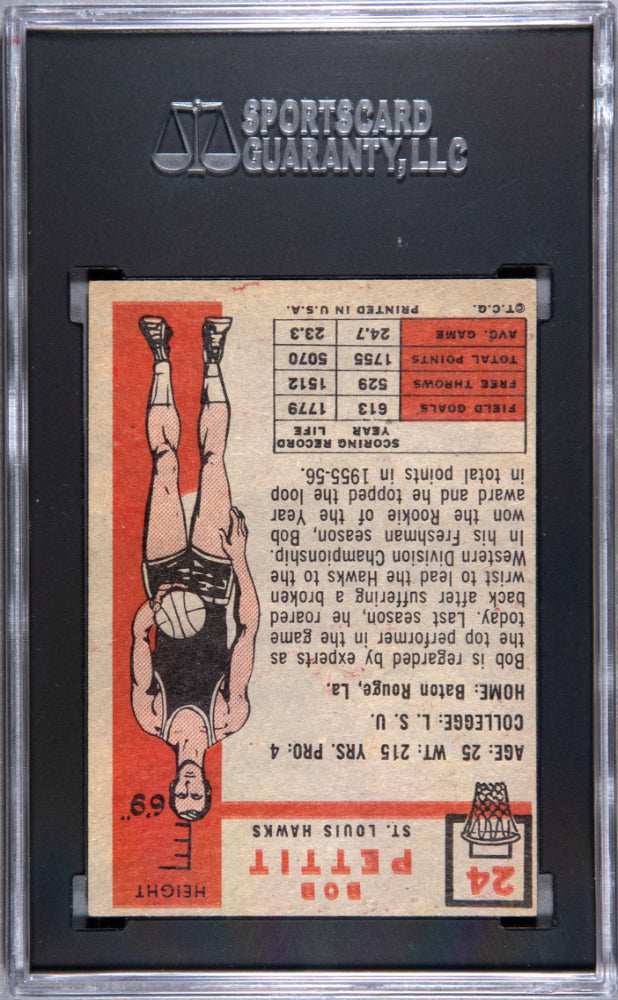 SPORTSCARD
GUARANTY, LLC
24
BOB
PETTIT
ST. LOUIS HAWKS
HEIGHT
6'9"
AGE: 25 WT: 215 YRS. PRO: 4
COLLEGE: L. S. U.
HOME: Baton Rouge, La.
Bob is regarded by experts as
the top performer in the game
today. Last season, he roared
back after suffering a broken
wrist to lead the Hawks to the
Western Division Championship.
In his Freshman season, Bob,
won the Rookie of the Year
award and he topped the loop
in total points in 1955-56.
SCORING RECORD
YEAR LIFE
FIELD GOALS 613 1779
FREE THROWS 529 1512
TOTAL POINTS 1755 5070
AVG. GAME 24.7 23.3
©T.C.G. PRINTED IN U.S.A.